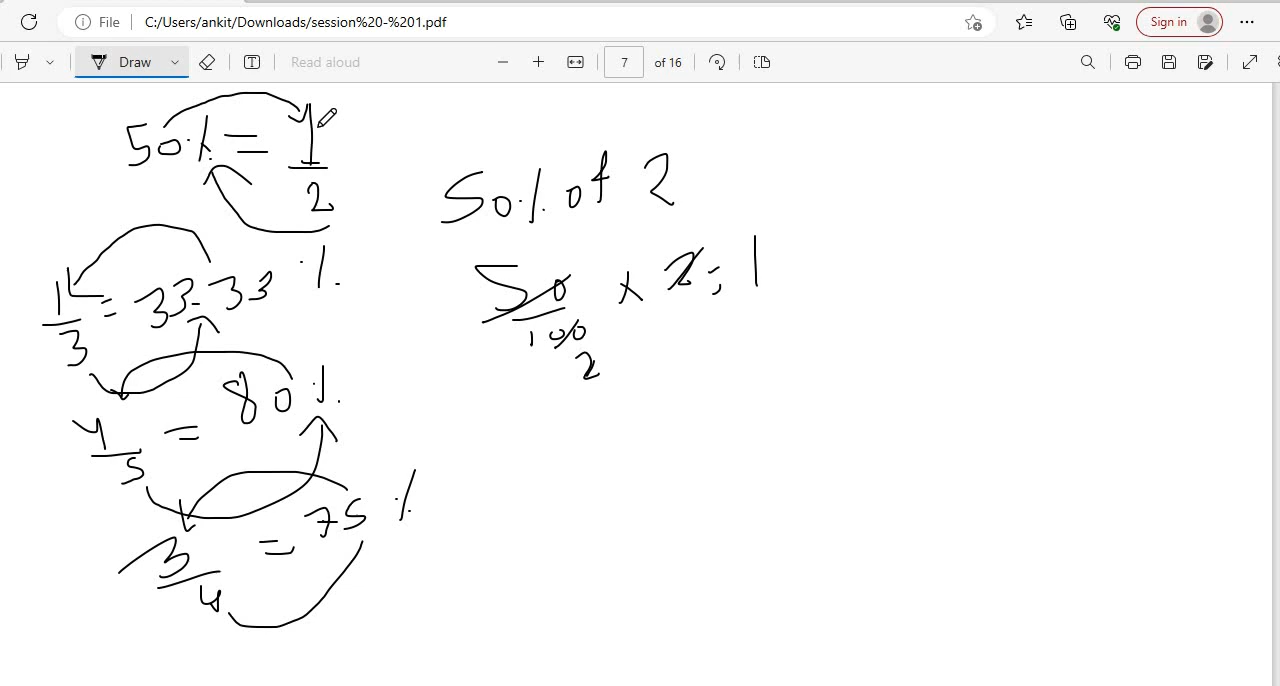 File C:/Users/ankit/Downloads/session%20-%201.pdf Sign in
Draw Read aloud 7 of 16
50% = 1/2
1/3 = 33.33 %
4/5 = 80%
3/4 = 75 %
50% of 2
50/100 × 2 = 1
2